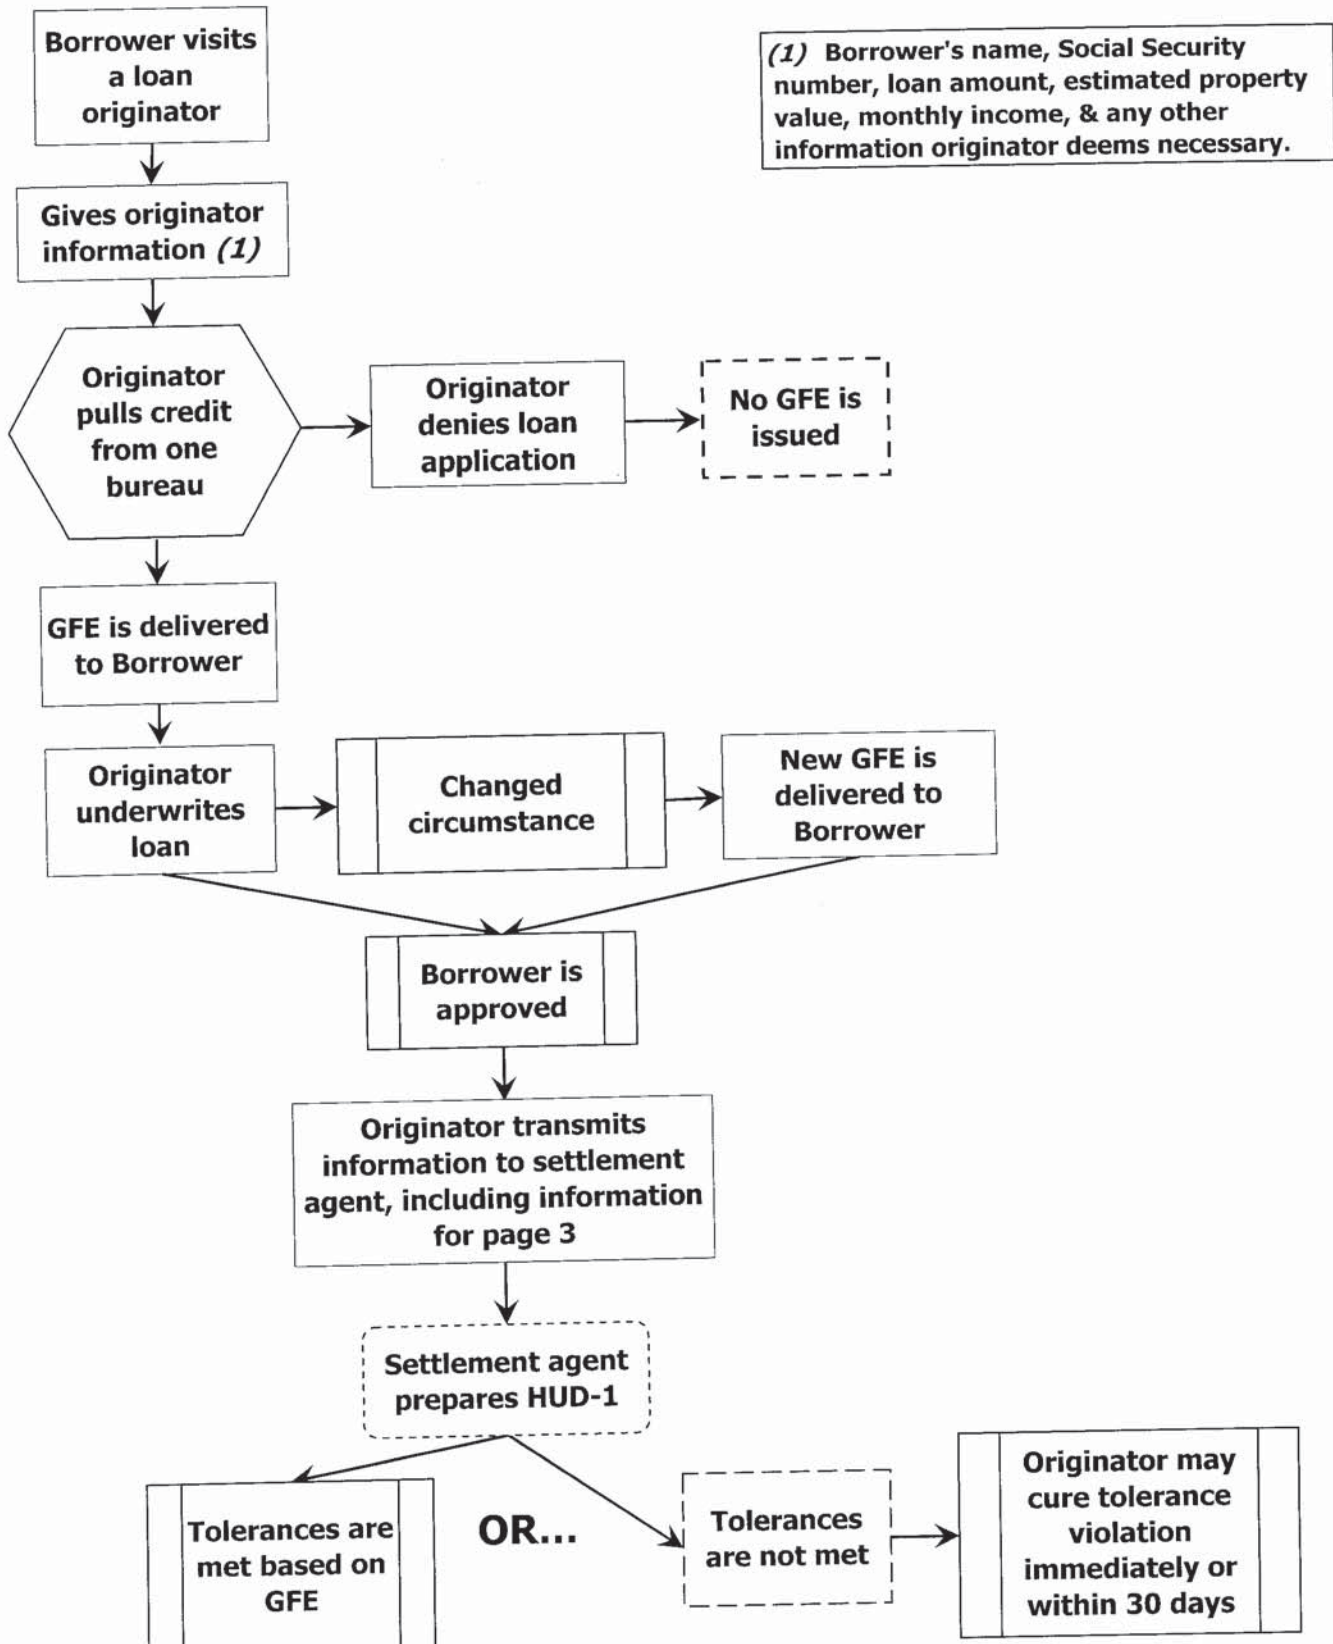 Borrower visits
a loan
originator
(1) Borrower's name, Social Security
number, loan amount, estimated property
value, monthly income, & any other
information originator deems necessary.
Gives originator
information (1)
Originator
pulls credit
from one
bureau
Originator
denies loan
application
No GFE is
issued
GFE is delivered
to Borrower
Originator
underwrites
loan
Changed
circumstance
New GFE is
delivered to
Borrower
Borrower is
approved
Originator transmits
information to settlement
agent, including information
for page 3
Settlement agent
prepares HUD-1
Tolerances are
met based on
GFE
OR...
Tolerances
are not met
Originator may
cure tolerance
violation
immediately or
within 30 days